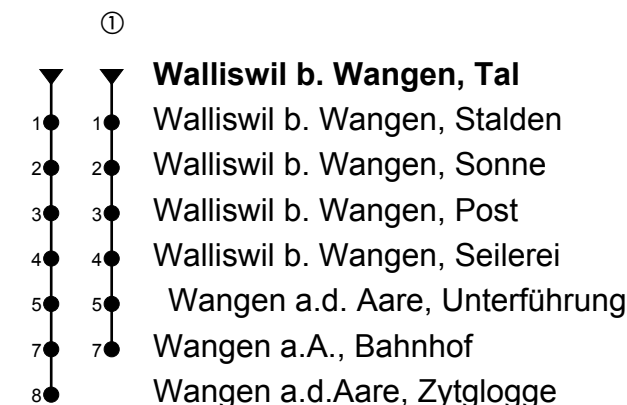 ①
Walliswil b. Wangen, Tal
1 1 Walliswil b. Wangen, Stalden
2 2 Walliswil b. Wangen, Sonne
3 3 Walliswil b. Wangen, Post
4 4 Walliswil b. Wangen, Seilerei
5 5 Wangen a.d. Aare, Unterführung
7 7 Wangen a.A., Bahnhof
8 Wangen a.d.Aare, Zytglogge